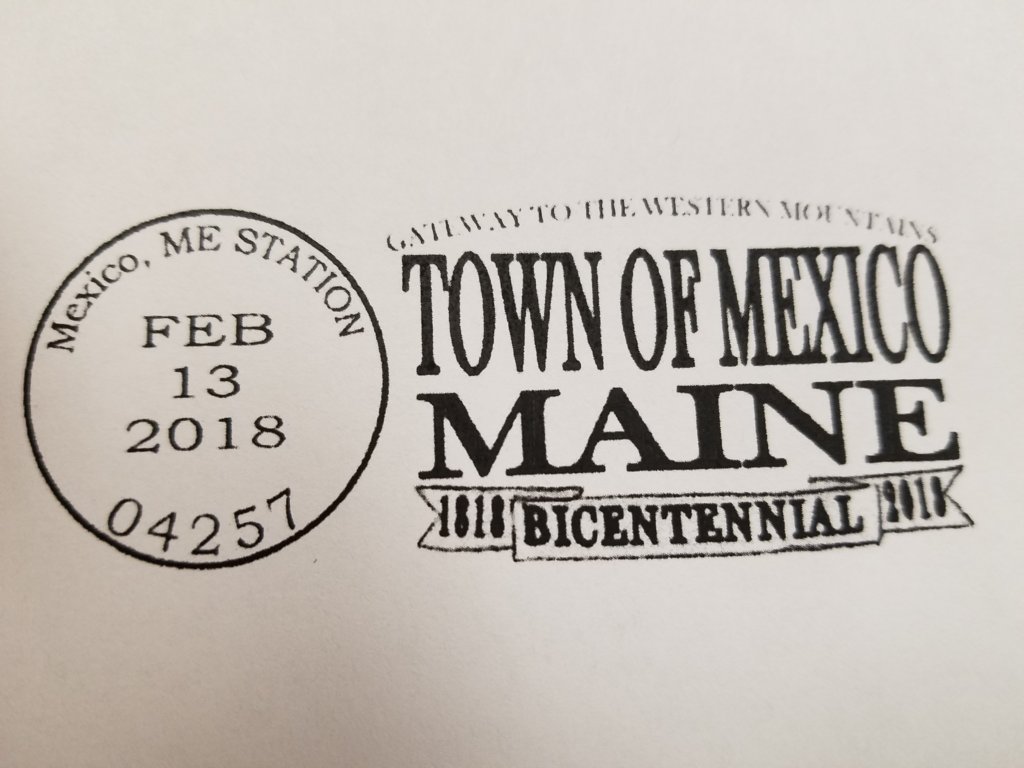 Mexico, ME STATION
FEB
13
2018
04257
GATEWAY TO THE WESTERN MOUNTAINS
TOWN OF MEXICO
MAINE
1818 BICENTENNIAL 2018